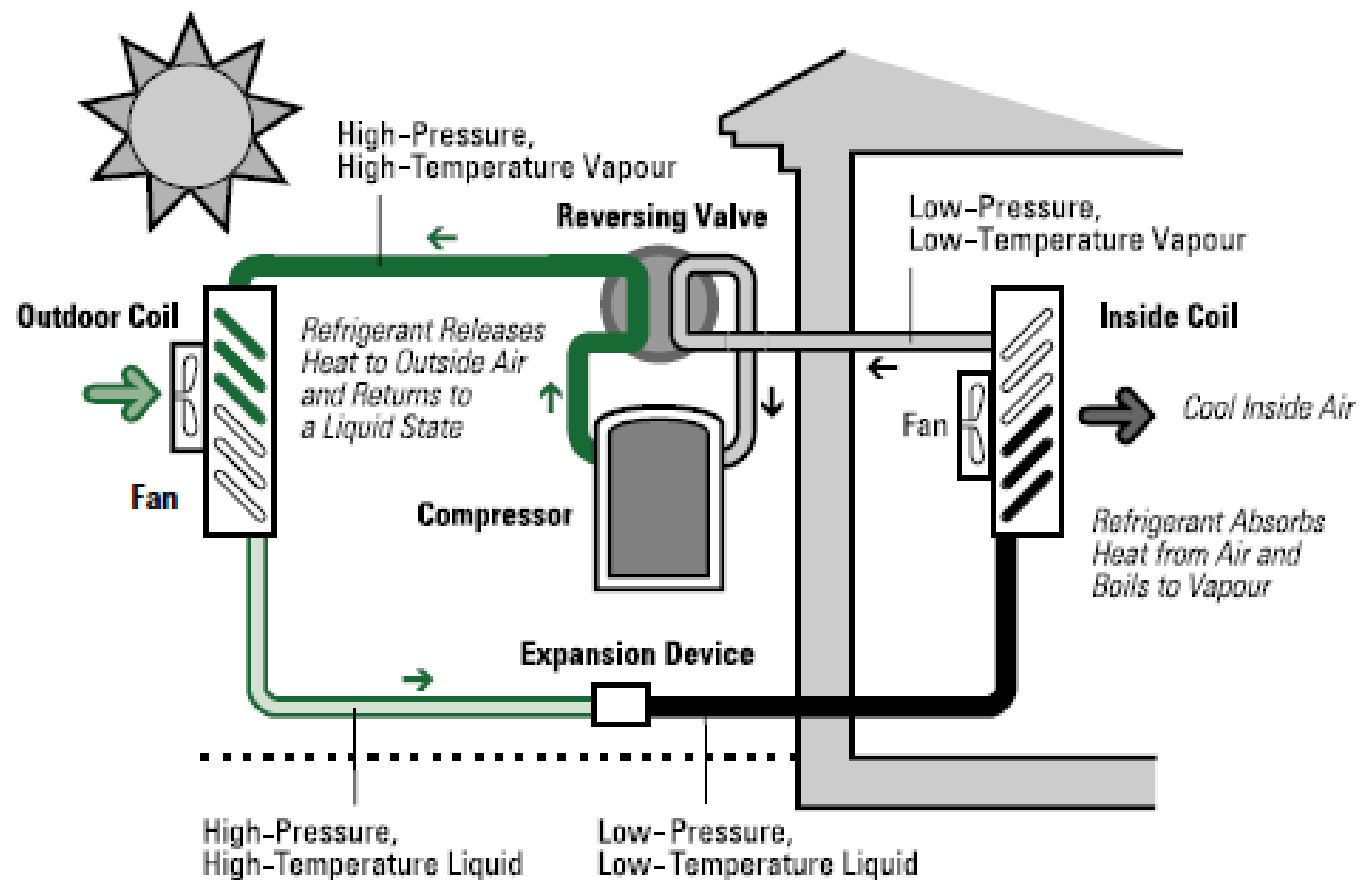 High-Pressure,
High-Temperature Vapour
Reversing Valve
Low-Pressure,
Low-Temperature Vapour
Outdoor Coil
Refrigerant Releases
Heat to Outside Air
and Returns to
a Liquid State
Inside Coil
Fan
Cool Inside Air
Fan
Compressor
Refrigerant Absorbs
Heat from Air and
Boils to Vapour
Expansion Device
High-Pressure,
High-Temperature Liquid
Low-Pressure,
Low-Temperature Liquid